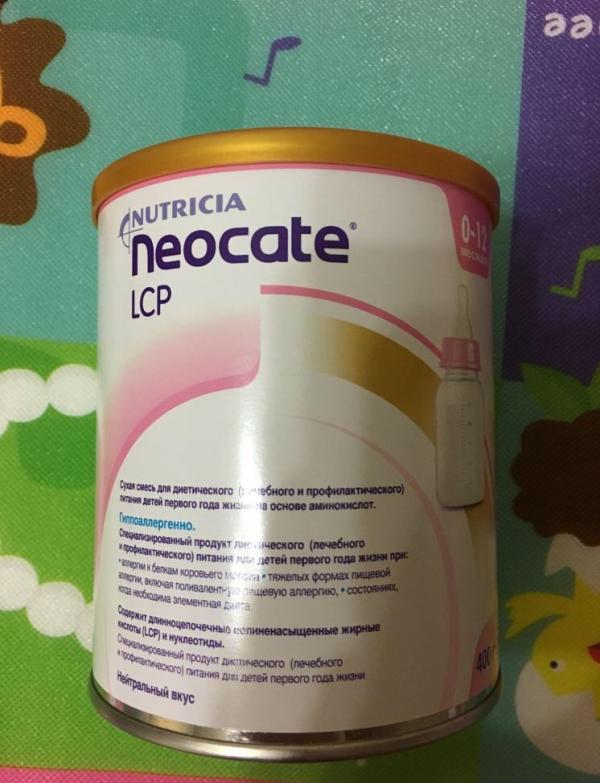 NUTRICIA
neocate®
LCP
0-12
месяцев
Сухая смесь для диетического (лечебного и профилактического)
питания детей первого года жизни на основе аминокислот.
Гиппоаллергенно.
Специализированный продукт диетического (лечебного
и профилактического) питания для детей первого года жизни при:
• аллергии к белкам коровьего молока • тяжелых формах пищевой
аллергии, включая поливалентную пищевую аллергию, • состояниях,
когда необходима элементная диета.
Содержит длинноцепочечные полиненасыщенные жирные
кислоты (LCP) и нуклеотиды.
Специализированный продукт диетического (лечебного
и профилактического) питания для детей первого года жизни
Нейтральный вкус
400 г